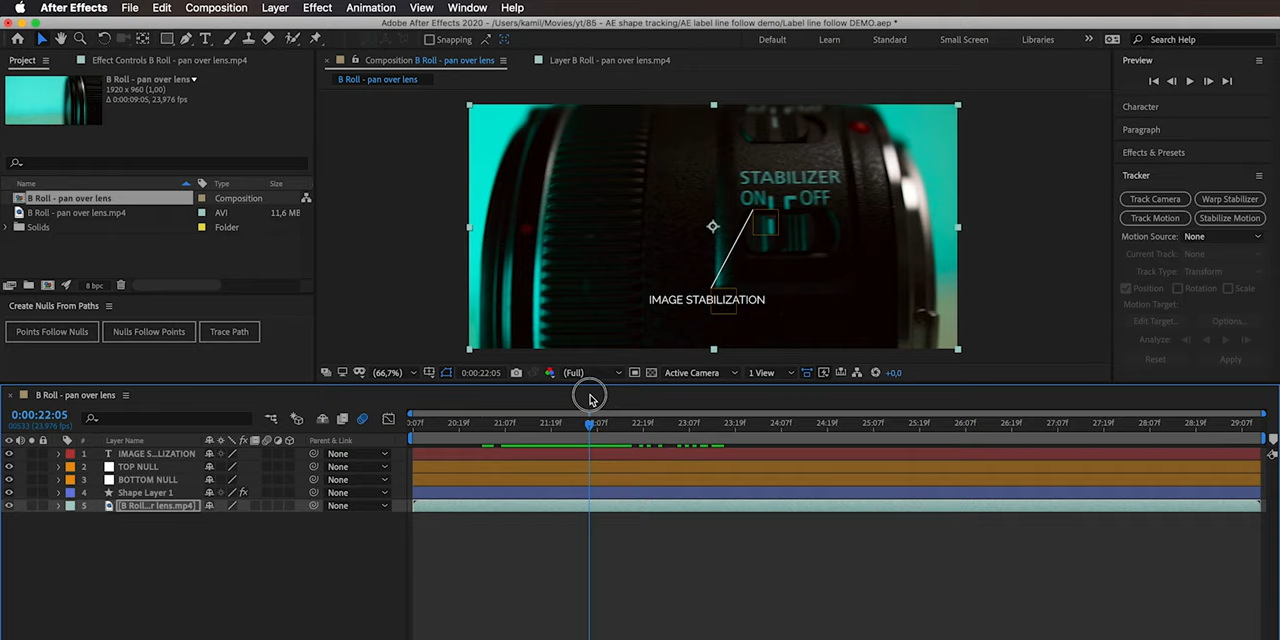 After Effects File Edit Composition Layer Effect Animation View Window Help
Adobe After Effects 2020 - /Users/kamil/Movies/yt/85 - AE shape tracking/AE label line follow demo/Label line follow DEMO.aep *
Snapping Default Learn Standard Small Screen Libraries Search Help
Project Effect Controls B Roll - pan over lens.mp4 Composition B Roll - pan over lens Layer B Roll - pan over lens.mp4 Preview
B Roll - pan over lens
B Roll - pan over lens
1920 x 960 (1,00)
Δ 0:00:09:05, 23,976 fps
Character
Paragraph
Effects & Presets
Tracker
STABILIZER
ON OFF
IMAGE STABILIZATION
Name Type Size
B Roll - pan over lens Composition
B Roll - pan over lens.mp4 AVI 11,6 MB
Solids Folder
Track Camera Warp Stabilizer
Track Motion Stabilize Motion
Motion Source: None
Current Track: None
Track Type: Transform
Position Rotation Scale
Motion Target:
Edit Target... Options...
Analyze:
Reset Apply
8 bpc
Create Nulls From Paths
Points Follow Nulls Nulls Follow Points Trace Path
(66,7%) 0:00:22:05 (Full) Active Camera 1 View +0,0
B Roll - pan over lens
0:00:22:05
00533 (23.976 fps)
0:07F 20:19F 21:07F 21:19F 22:19F 23:07F 23:19F 24:07F 24:19F 25:07F 25:19F 26:07F 26:19F 27:07F 27:19F 28:07F 28:19F 29:07F
# Layer Name Parent & Link
1 IMAGE S...LIZATION None
2 TOP NULL None
3 BOTTOM NULL None
4 Shape Layer 1 None
5 [B Roll...r lens.mp4] None